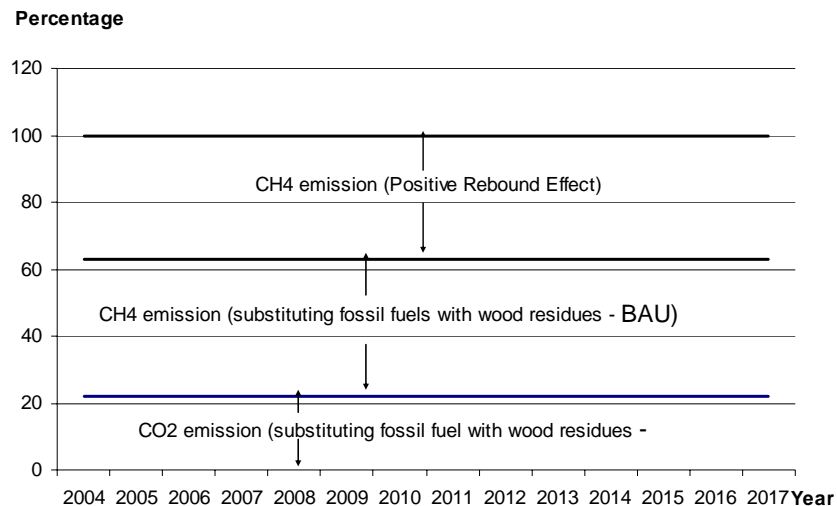 Percentage
120
100
CH4 emission (Positive Rebound Effect)
80
60
CH4 emission (substituting fossil fuels with wood residues - BAU)
40
20
CO2 emission (substituting fossil fuel with wood residues -
0
2004 2005 2006 2007 2008 2009 2010 2011 2012 2013 2014 2015 2016 2017 Year